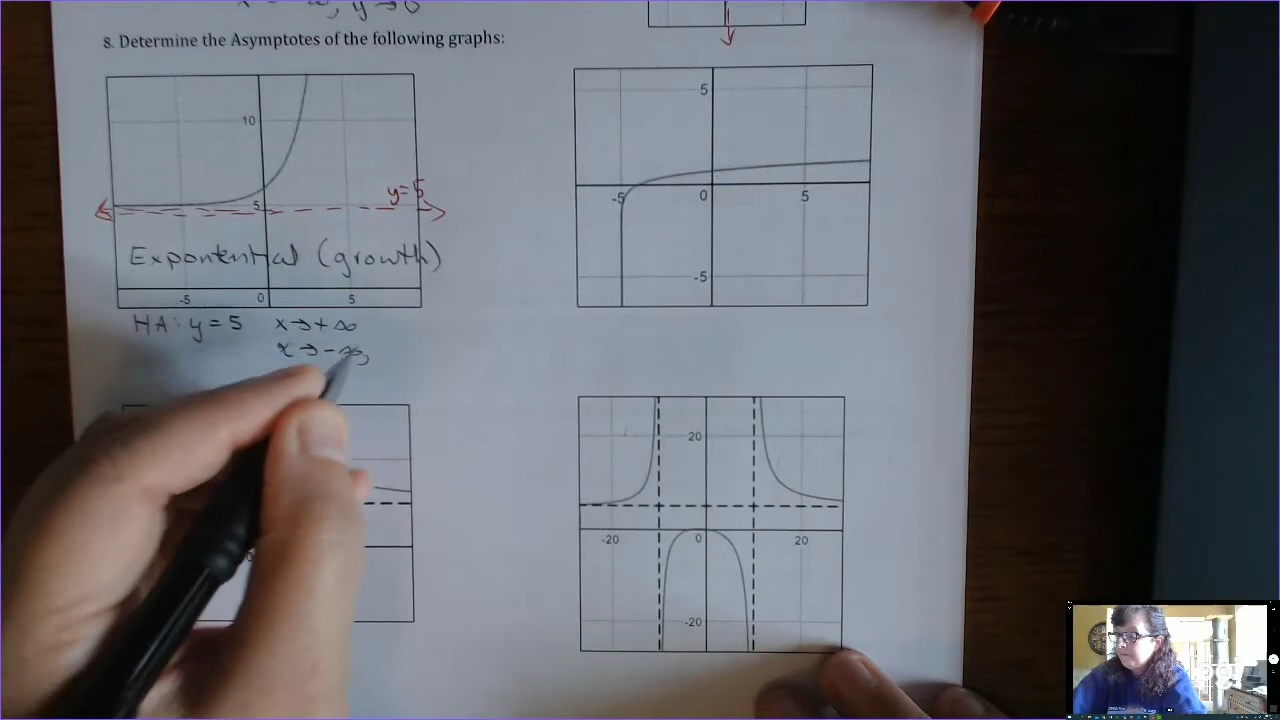 y→0
8. Determine the Asymptotes of the following graphs:
10
y=5
5
Exponential (growth)
-5 0 5
HA: y=5 x→+∞
x→-∞,
5
-5 0 5
-5
20
-20 0 20
-20